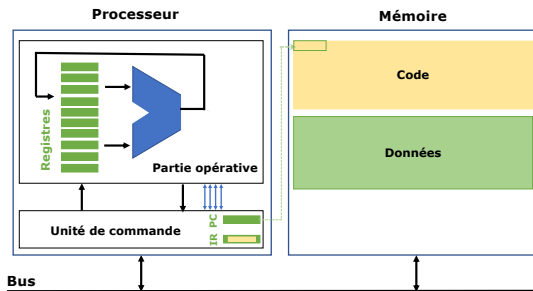 Processeur
Mémoire
Registres
Partie opérative
Code
Données
Unité de commande
PC
IR
Bus